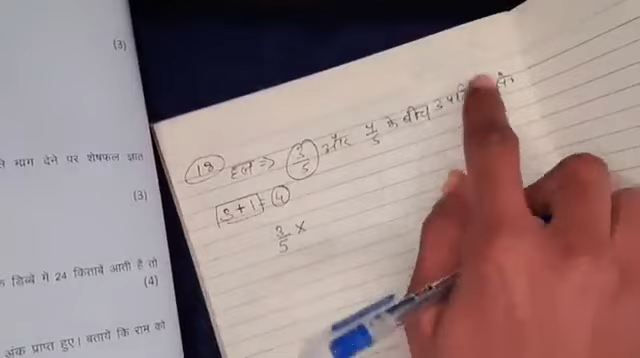 (3)
भाग देने पर शेषफल ज्ञात
(3)
डिब्बे में 24 किताबें आती है तो
(4)
अंक प्राप्त हुए। बतायें कि राम को
18 हल ⇒ 3/5 और 4/5 के बीच 3
3+1=4
3/5 ×